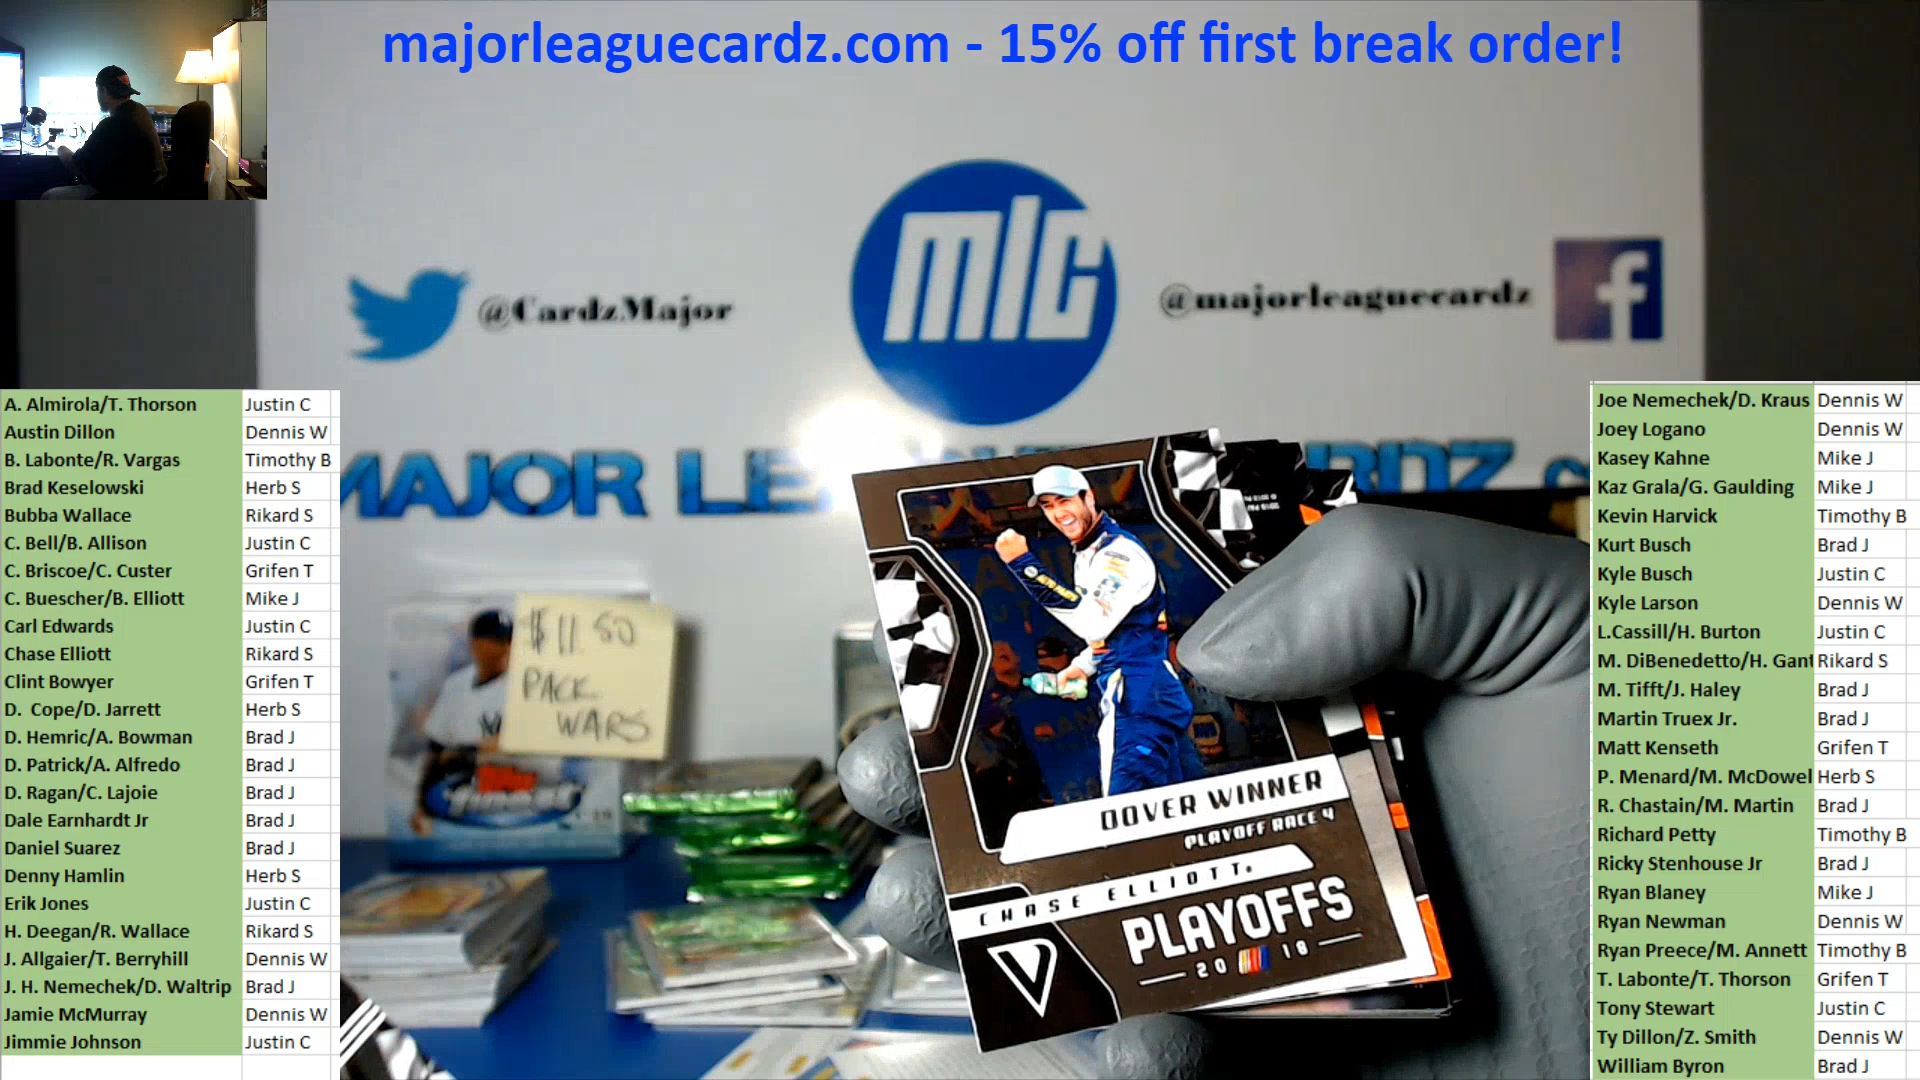 majorleaguecardz.com - 15% off first break order!
mlc
@CardzMajor
@majorleaguecardz
f
MAJOR LE
RDZ
$11.50
PACK
WARS
finest
DOVER WINNER
PLAYOFF RACE 4
CHASE ELLIOTT.
PLAYOFFS
2018
V
A. Almirola/T. Thorson Justin C
Austin Dillon Dennis W
B. Labonte/R. Vargas Timothy B
Brad Keselowski Herb S
Bubba Wallace Rikard S
C. Bell/B. Allison Justin C
C. Briscoe/C. Custer Grifen T
C. Buescher/B. Elliott Mike J
Carl Edwards Justin C
Chase Elliott Rikard S
Clint Bowyer Grifen T
D. Cope/D. Jarrett Herb S
D. Hemric/A. Bowman Brad J
D. Patrick/A. Alfredo Brad J
D. Ragan/C. Lajoie Brad J
Dale Earnhardt Jr Brad J
Daniel Suarez Brad J
Denny Hamlin Herb S
Erik Jones Justin C
H. Deegan/R. Wallace Rikard S
J. Allgaier/T. Berryhill Dennis W
J. H. Nemechek/D. Waltrip Brad J
Jamie McMurray Dennis W
Jimmie Johnson Justin C
Joe Nemechek/D. Kraus Dennis W
Joey Logano Dennis W
Kasey Kahne Mike J
Kaz Grala/G. Gaulding Mike J
Kevin Harvick Timothy B
Kurt Busch Brad J
Kyle Busch Justin C
Kyle Larson Dennis W
L.Cassill/H. Burton Justin C
M. DiBenedetto/H. Gant Rikard S
M. Tifft/J. Haley Brad J
Martin Truex Jr. Brad J
Matt Kenseth Grifen T
P. Menard/M. McDowel Herb S
R. Chastain/M. Martin Brad J
Richard Petty Timothy B
Ricky Stenhouse Jr Brad J
Ryan Blaney Mike J
Ryan Newman Dennis W
Ryan Preece/M. Annett Timothy B
T. Labonte/T. Thorson Grifen T
Tony Stewart Justin C
Ty Dillon/Z. Smith Dennis W
William Byron Brad J